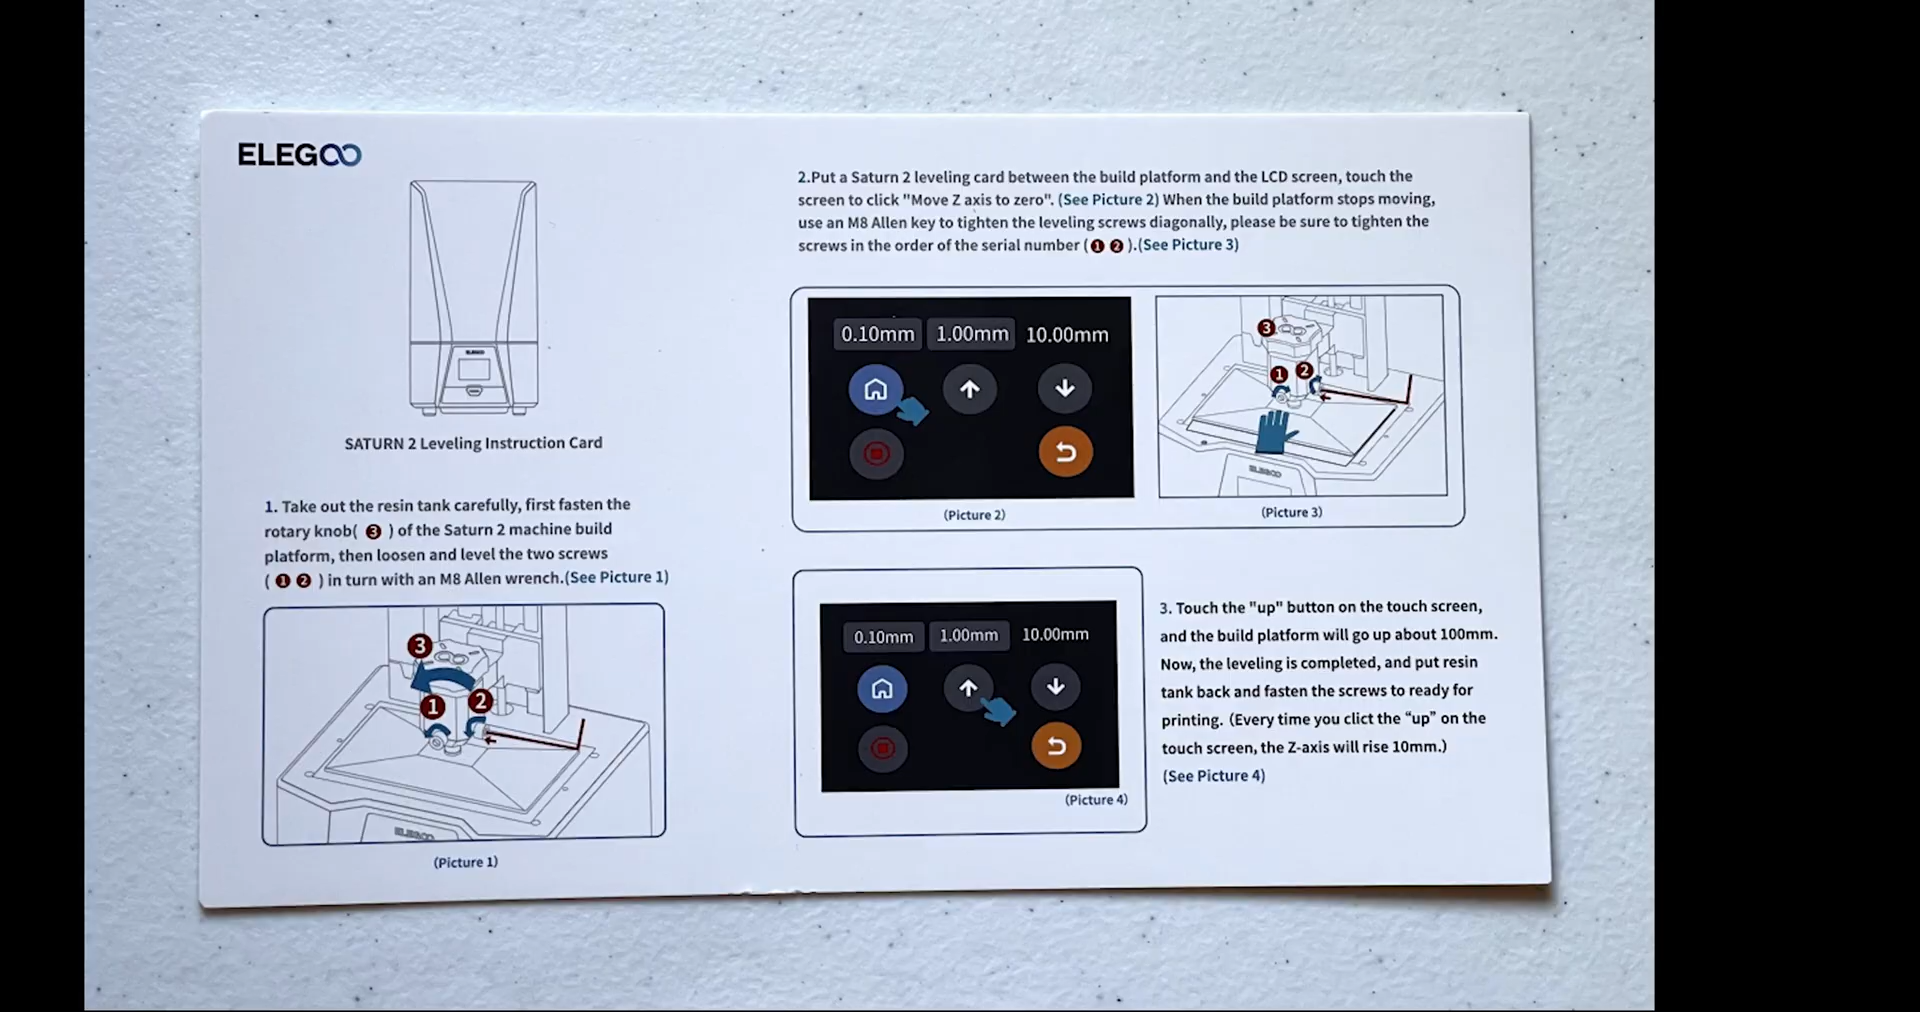 ELEGOO
SATURN 2 Leveling Instruction Card
1. Take out the resin tank carefully, first fasten the
rotary knob( 3 ) of the Saturn 2 machine build
platform, then loosen and level the two screws
( 1 2 ) in turn with an M8 Allen wrench.(See Picture 1)
3
1 2
ELEGOO
(Picture 1)
2.Put a Saturn 2 leveling card between the build platform and the LCD screen, touch the
screen to click "Move Z axis to zero". (See Picture 2) When the build platform stops moving,
use an M8 Allen key to tighten the leveling screws diagonally, please be sure to tighten the
screws in the order of the serial number ( 1 2 ).(See Picture 3)
0.10mm 1.00mm 10.00mm
(Picture 2)
3
1 2
ELEGOO
(Picture 3)
0.10mm 1.00mm 10.00mm
(Picture 4)
3. Touch the "up" button on the touch screen,
and the build platform will go up about 100mm.
Now, the leveling is completed, and put resin
tank back and fasten the screws to ready for
printing. (Every time you clict the “up” on the
touch screen, the Z-axis will rise 10mm.)
(See Picture 4)